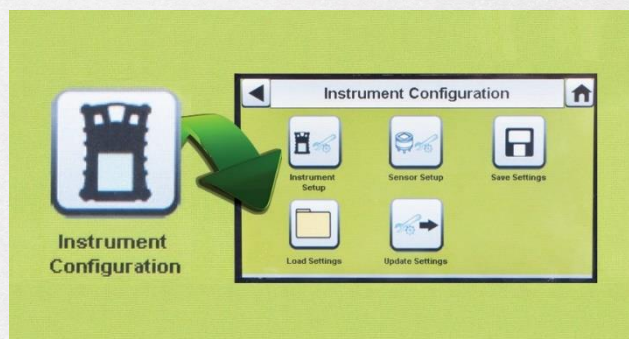 Instrument Configuration
Instrument
Setup
Sensor Setup
Save Settings
Load Settings
Update Settings
Instrument
Configuration